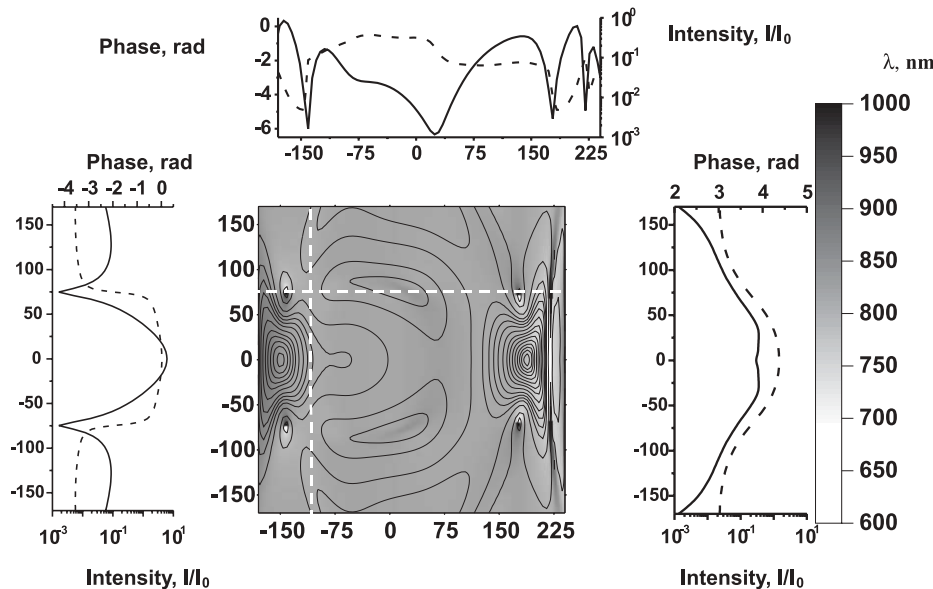 Phase, rad
0
-2
-4
-6
10^0
10^-1
10^-2
10^-3
Intensity, I/I_0
-150 -75 0 75 150 225
λ, nm
Phase, rad
-4 -3 -2 -1 0
150
100
50
0
-50
-100
-150
10^-3 10^-1 10^1
Intensity, I/I_0
150
100
50
0
-50
-100
-150
-150 -75 0 75 150 225
Phase, rad
2 3 4 5
150
100
50
0
-50
-100
-150
10^-3 10^-1 10^1
Intensity, I/I_0
1000
950
900
850
800
750
700
650
600